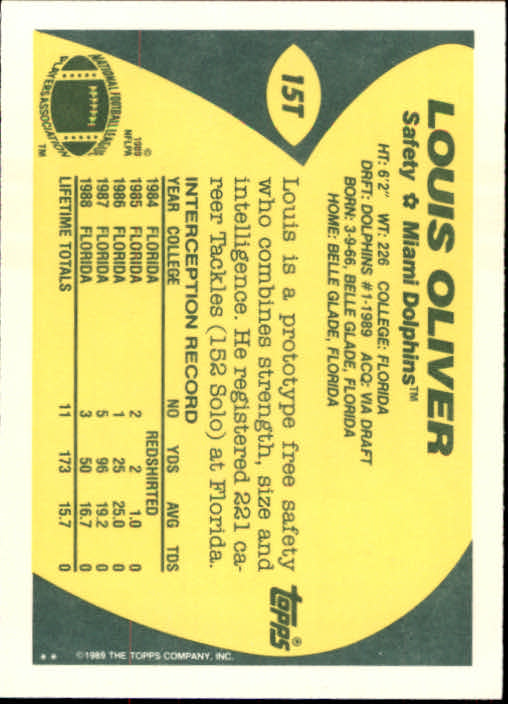 15T
LOUIS OLIVER
Safety ✿ Miami Dolphins™
HT: 6'2" WT: 226 COLLEGE: FLORIDA
DRFT: DOLPHINS #1-1989 ACQ: VIA DRAFT
BORN: 3-9-66, BELLE GLADE, FLORIDA
HOME: BELLE GLADE, FLORIDA
Louis is a prototype free safety
who combines strength, size and
intelligence. He registered 221 ca-
reer Tackles (152 Solo) at Florida.
topps
INTERCEPTION RECORD
YEAR COLLEGE NO YDS AVG TDS
1984 FLORIDA REDSHIRTED
1985 FLORIDA 2 2 1.0 0
1986 FLORIDA 1 25 25.0 0
1987 FLORIDA 5 96 19.2 0
1988 FLORIDA 3 50 16.7 0
LIFETIME TOTALS 11 173 15.7 0
NATIONAL FOOTBALL LEAGUE
PLAYERS ASSOCIATION
™
©
1989
NFLPA
** ©1989 THE TOPPS COMPANY, INC.